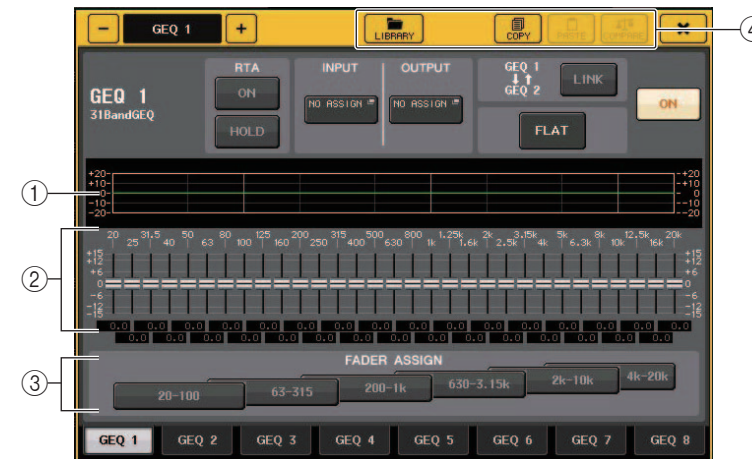 − GEQ 1 + LIBRARY COPY PASTE COMPARE ✖ ④
RTA INPUT OUTPUT GEQ 1 ↓↑ GEQ 2 LINK
GEQ 1
31BandGEQ
ON NO ASSIGN NO ASSIGN ON
HOLD FLAT
①
+20 +20
+10 +10
0 0
-10 -10
-20 -20
②
20 31.5 50 80 125 200 315 500 800 1.25k 2k 3.15k 5k 8k 12.5k 20k
25 40 63 100 160 250 400 630 1k 1.6k 2.5k 4k 6.3k 10k 16k
+15 +15
+12 +12
+6 +6
0 0
-6 -6
-12 -12
-15 -15
0.0 0.0 0.0 0.0 0.0 0.0 0.0 0.0 0.0 0.0 0.0 0.0 0.0 0.0 0.0 0.0
0.0 0.0 0.0 0.0 0.0 0.0 0.0 0.0 0.0 0.0 0.0 0.0 0.0 0.0 0.0
③
FADER ASSIGN
20-100 63-315 200-1k 630-3.15k 2k-10k 4k-20k
GEQ 1 GEQ 2 GEQ 3 GEQ 4 GEQ 5 GEQ 6 GEQ 7 GEQ 8